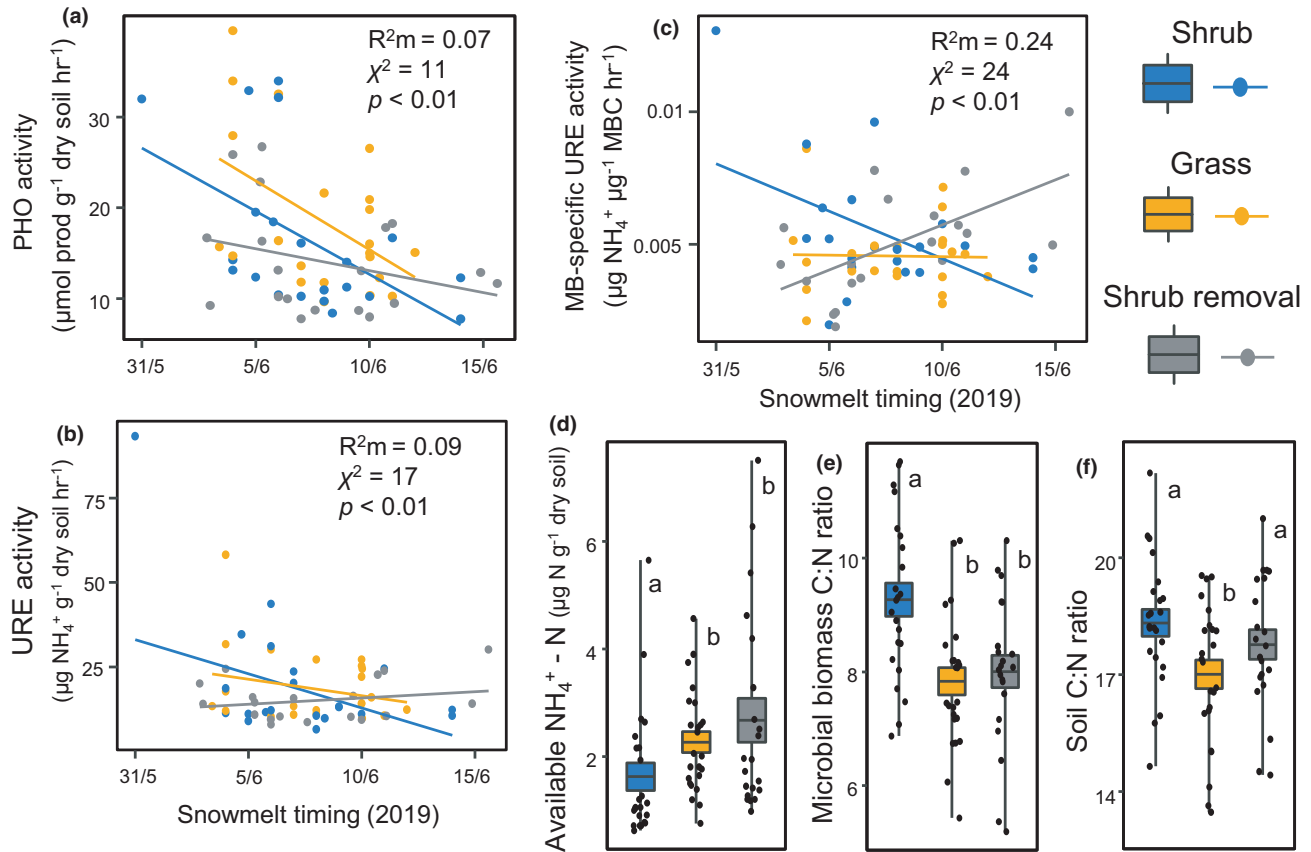 (a)
R²m = 0.07
χ² = 11
p < 0.01
PHO activity
(µmol prod g⁻¹ dry soil hr⁻¹)
30
20
10
31/5
5/6
10/6
15/6
(c)
R²m = 0.24
χ² = 24
p < 0.01
MB-specific URE activity
(µg NH₄⁺ µg⁻¹ MBC hr⁻¹)
0.01
0.005
31/5
5/6
10/6
15/6
Snowmelt timing (2019)
Shrub
Grass
Shrub removal
(b)
R²m = 0.09
χ² = 17
p < 0.01
URE activity
(µg NH₄⁺ g⁻¹ dry soil hr⁻¹)
75
50
25
31/5
5/6
10/6
15/6
Snowmelt timing (2019)
(d)
Available NH₄⁺ - N (µg N g⁻¹ dry soil)
6
4
2
a
b
b
(e)
Microbial biomass C:N ratio
10
8
6
a
b
b
(f)
Soil C:N ratio
20
17
14
a
b
a